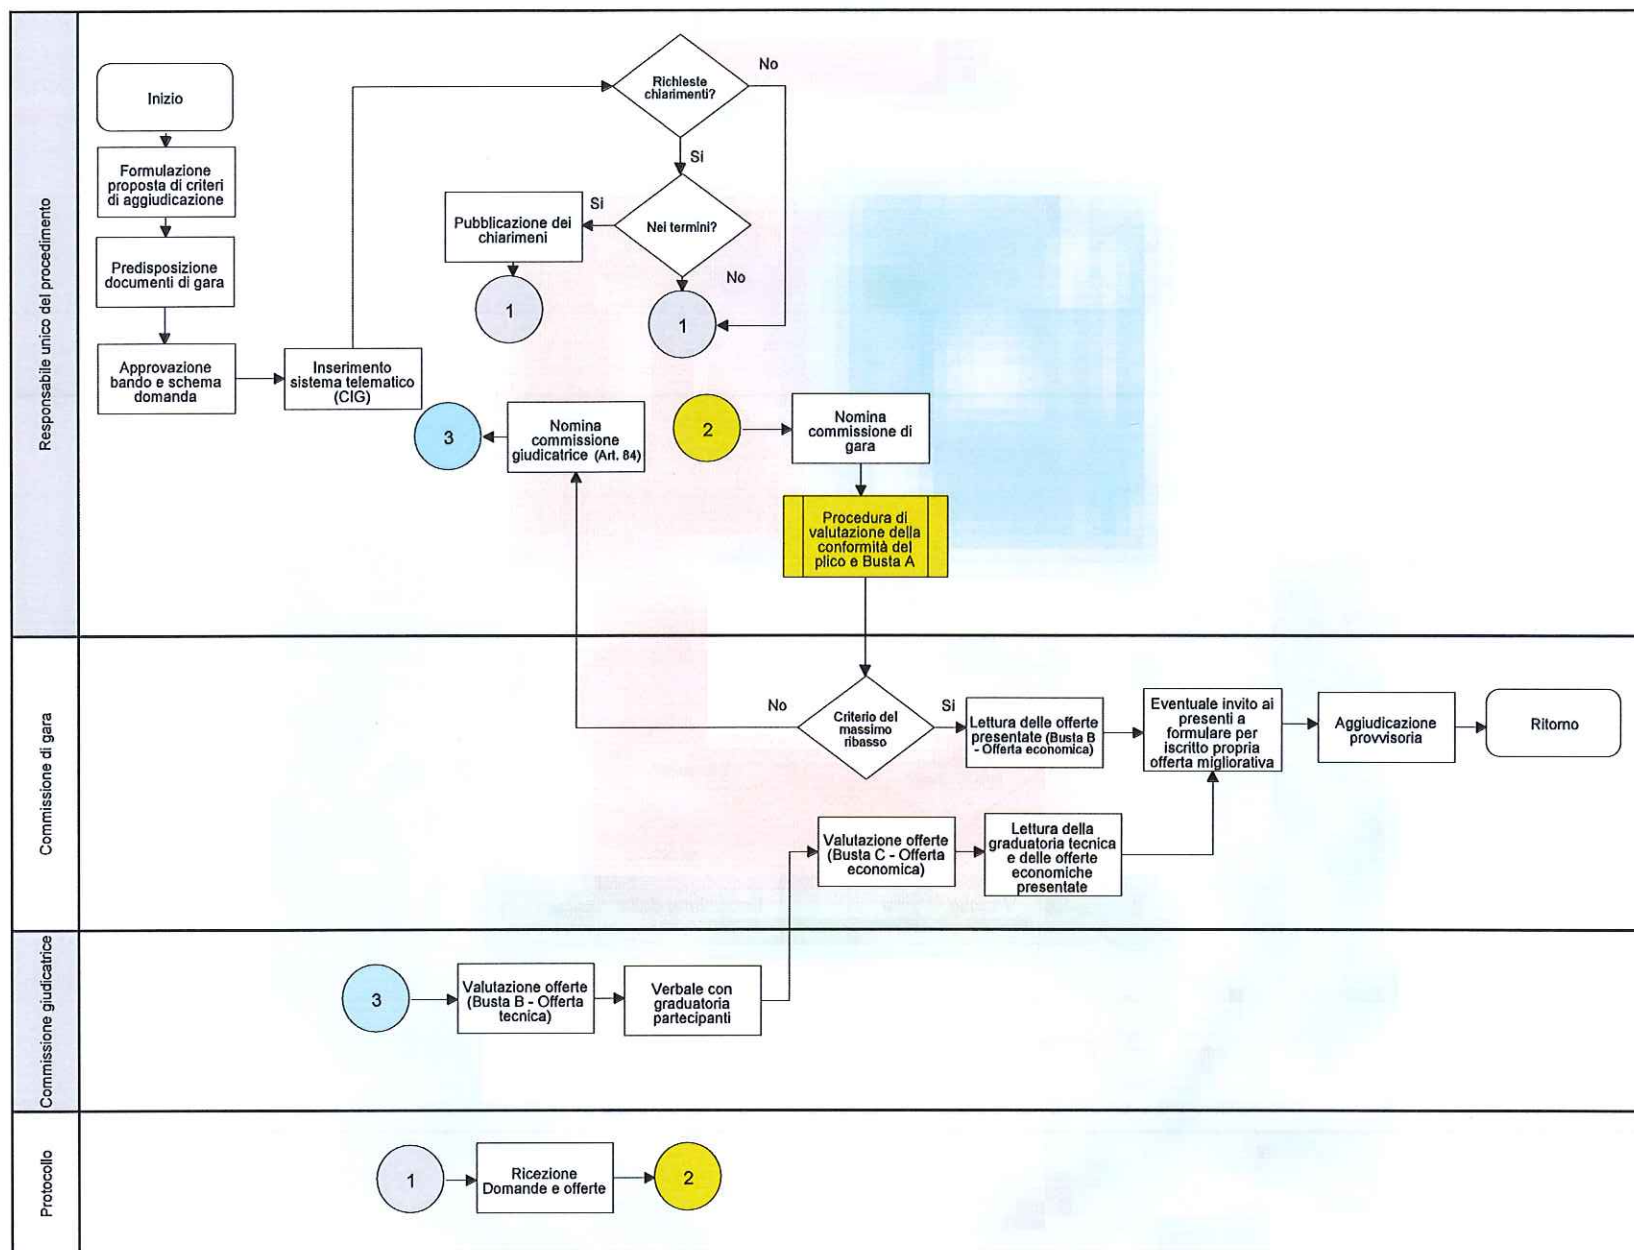 Responsabile unico del procedimento
Inizio
Formulazione
proposta di criteri
di aggiudicazione
Predisposizione
documenti di gara
Approvazione
bando e schema
domanda
Inserimento
sistema telematico
(CIG)
Richieste
chiarimenti?
No
Si
Nei termini?
Si
No
Pubblicazione dei
chiarimeni
1
1
3
Nomina
commissione
giudicatrice (Art. 84)
2
Nomina
commissione di
gara
Procedura di
valutazione della
conformità del
plico e Busta A
Commissione di gara
No
Criterio del
massimo
ribasso
Si
Lettura delle offerte
presentate (Busta B
- Offerta economica)
Eventuale invito ai
presenti a
formulare per
iscritto propria
offerta migliorativa
Aggiudicazione
provvisoria
Ritorno
Valutazione offerte
(Busta C - Offerta
economica)
Lettura della
graduatoria tecnica
e delle offerte
economiche
presentate
Commissione giudicatrice
3
Valutazione offerte
(Busta B - Offerta
tecnica)
Verbale con
graduatoria
partecipanti
Protocollo
1
Ricezione
Domande e offerte
2